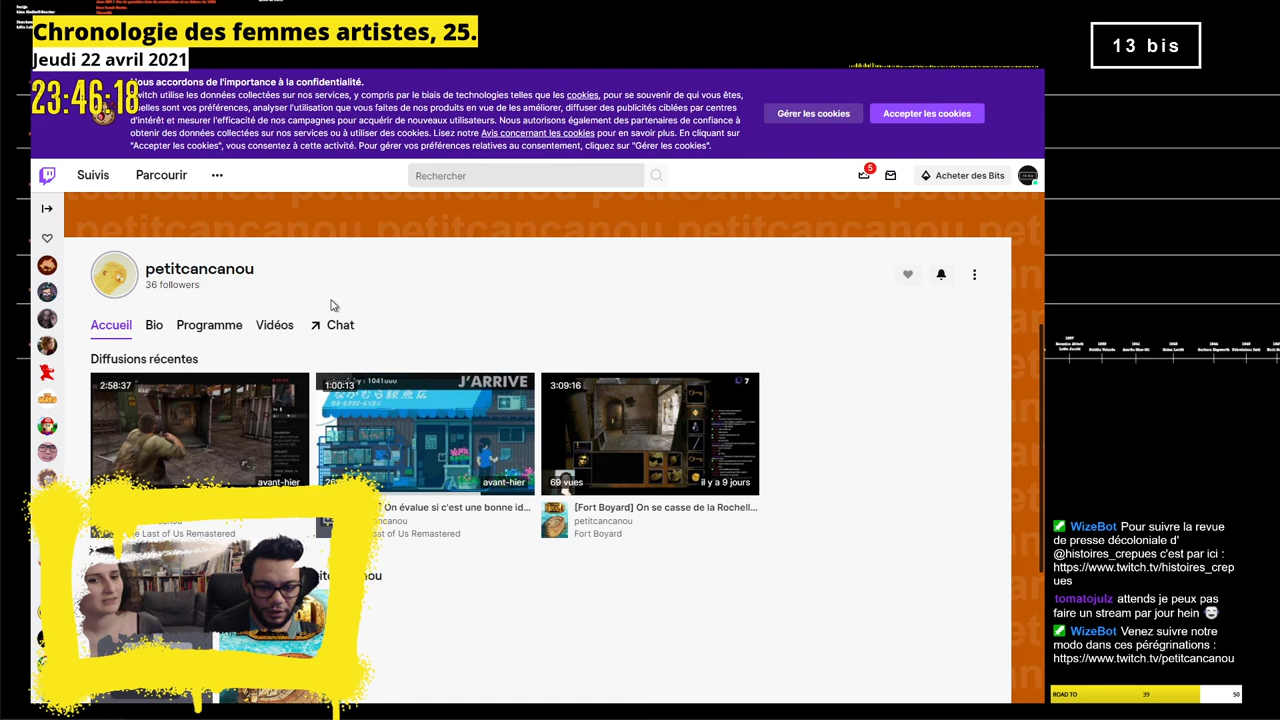 Chronologie des femmes artistes, 25.
Jeudi 22 avril 2021
23:46:18
13 bis
Nous accordons de l'importance à la confidentialité.
Twitch utilise les données collectées sur nos services, y compris par le biais de technologies telles que les cookies, pour se souvenir de qui vous êtes,
quelles sont vos préférences, analyser l'utilisation que vous faites de nos produits en vue de les améliorer, diffuser des publicités ciblées par centres
d'intérêt et mesurer l'efficacité de nos campagnes pour acquérir de nouveaux utilisateurs. Nous autorisons également des partenaires de confiance à
obtenir des données collectées sur nos services ou à utiliser des cookies. Lisez notre Avis concernant les cookies pour en savoir plus. En cliquant sur
"Accepter les cookies", vous consentez à cette activité. Pour gérer vos préférences relatives au consentement, cliquez sur "Gérer les cookies".
Gérer les cookies
Accepter les cookies
Suivis
Parcourir
Rechercher
5
Acheter des Bits
petitcancanou petitcancanou petitcancanou pet
petitcancanou
36 followers
Accueil
Bio
Programme
Vidéos
Chat
Diffusions récentes
2:58:37
avant-hier
1:00:13
J'ARRIVE
avant-hier
3:09:16
7
69 vues
il y a 9 jours
On évalue si c'est une bonne id...
Last of Us Remastered
[Fort Boyard] On se casse de la Rochell...
petitcancanou
Fort Boyard
WizeBot Pour suivre la revue
de presse décoloniale d'
@histoires_crepues c'est par ici :
https://www.twitch.tv/histoires_crep
ues
tomatojulz attends je peux pas
faire un stream par jour hein
WizeBot Venez suivre notre
modo dans ces pérégrinations :
https://www.twitch.tv/petitcancanou
ROAD TO
39
50